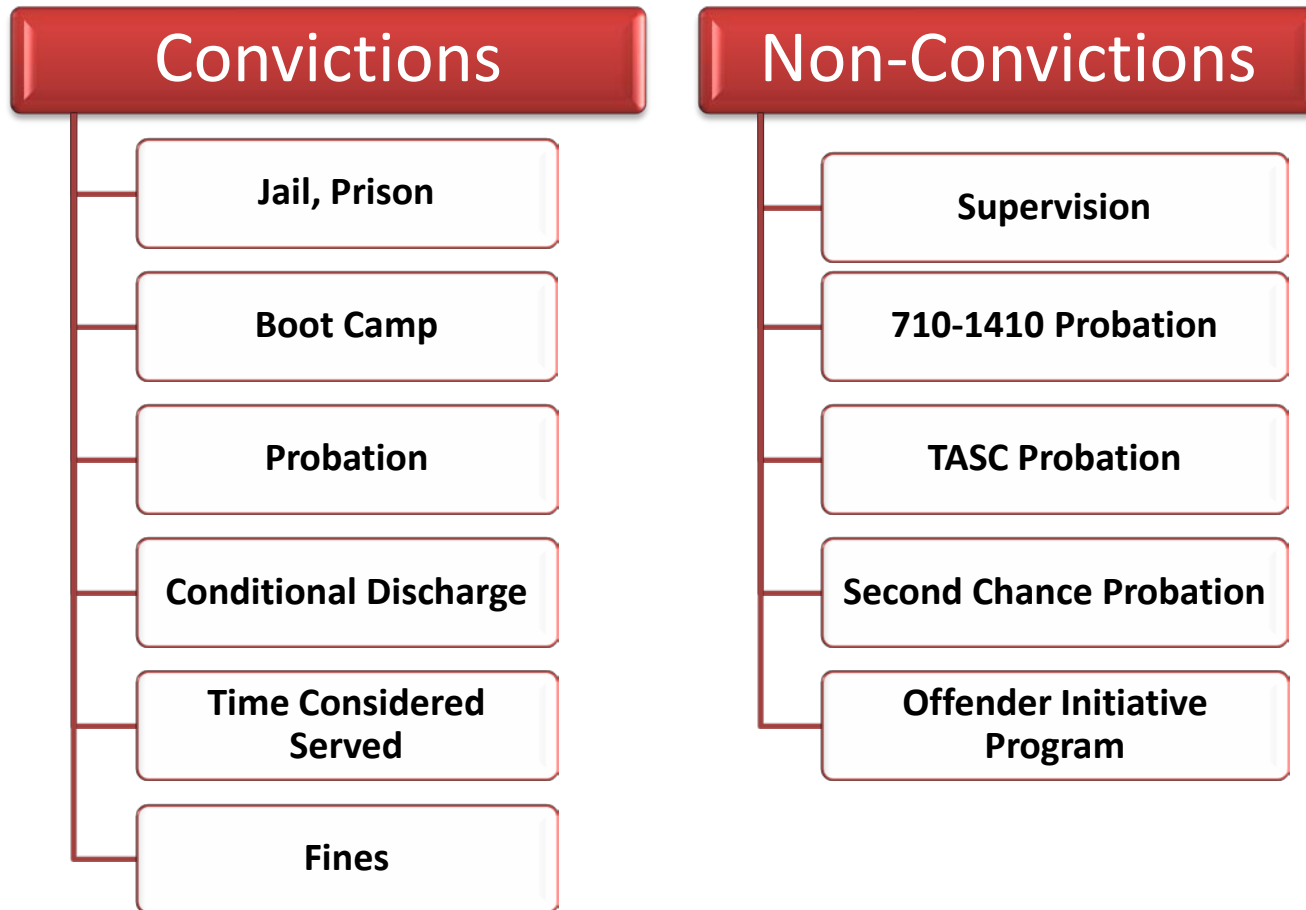 Convictions
Jail, Prison
Boot Camp
Probation
Conditional Discharge
Time Considered
Served
Fines
Non-Convictions
Supervision
710-1410 Probation
TASC Probation
Second Chance Probation
Offender Initiative
Program